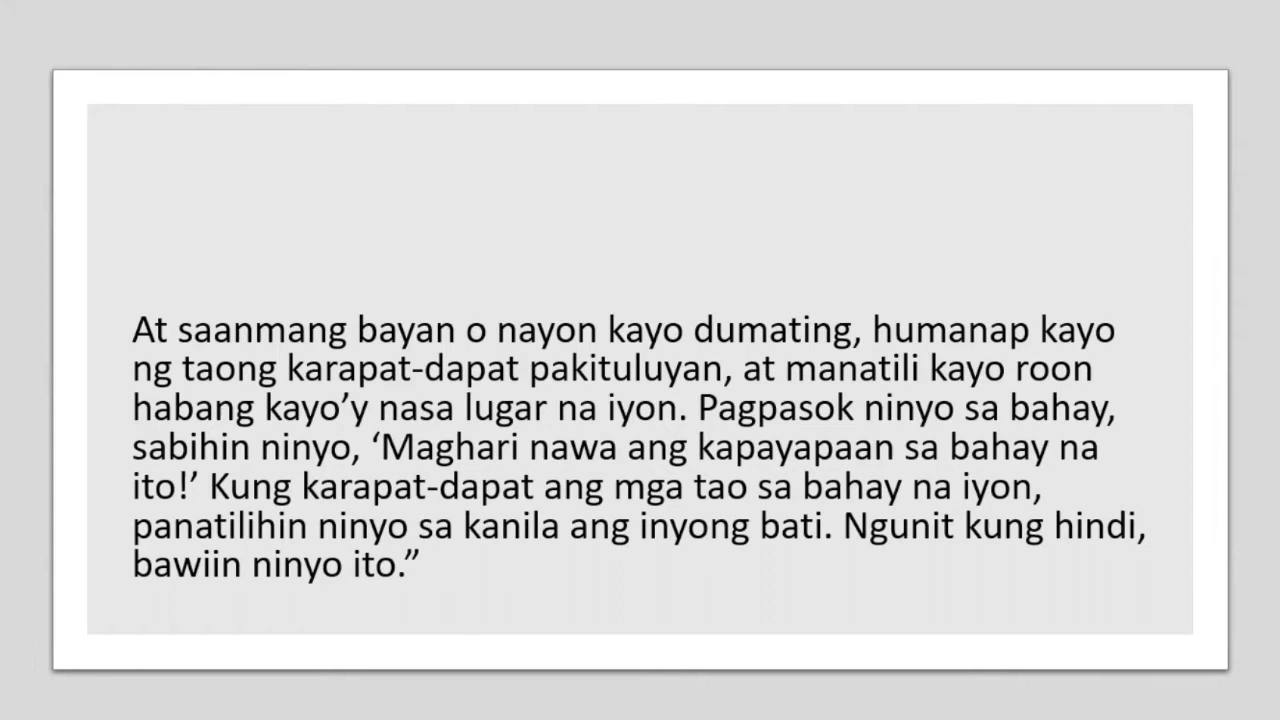 At saanmang bayan o nayon kayo dumating, humanap kayo
ng taong karapat-dapat pakituluyan, at manatili kayo roon
habang kayo’y nasa lugar na iyon. Pagpasok ninyo sa bahay,
sabihin ninyo, ‘Maghari nawa ang kapayapaan sa bahay na
ito!’ Kung karapat-dapat ang mga tao sa bahay na iyon,
panatilihin ninyo sa kanila ang inyong bati. Ngunit kung hindi,
bawiin ninyo ito.”